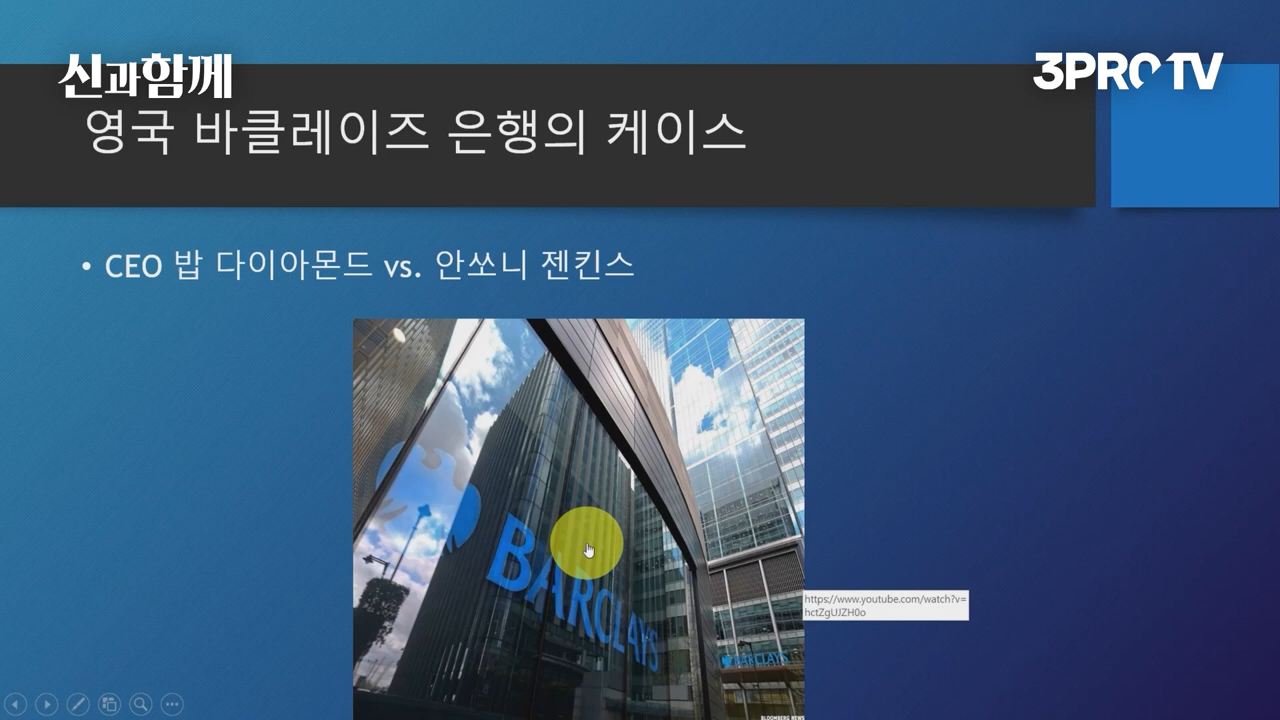 신과함께
3PROTV
영국 바클레이즈 은행의 케이스
• CEO 밥 다이아몬드 vs. 안쏘니 젠킨스
BARCLAYS
BARCLAYS
https://www.youtube.com/watch?v=
hctZgUJZH0o
BLOOMBERG NEWS